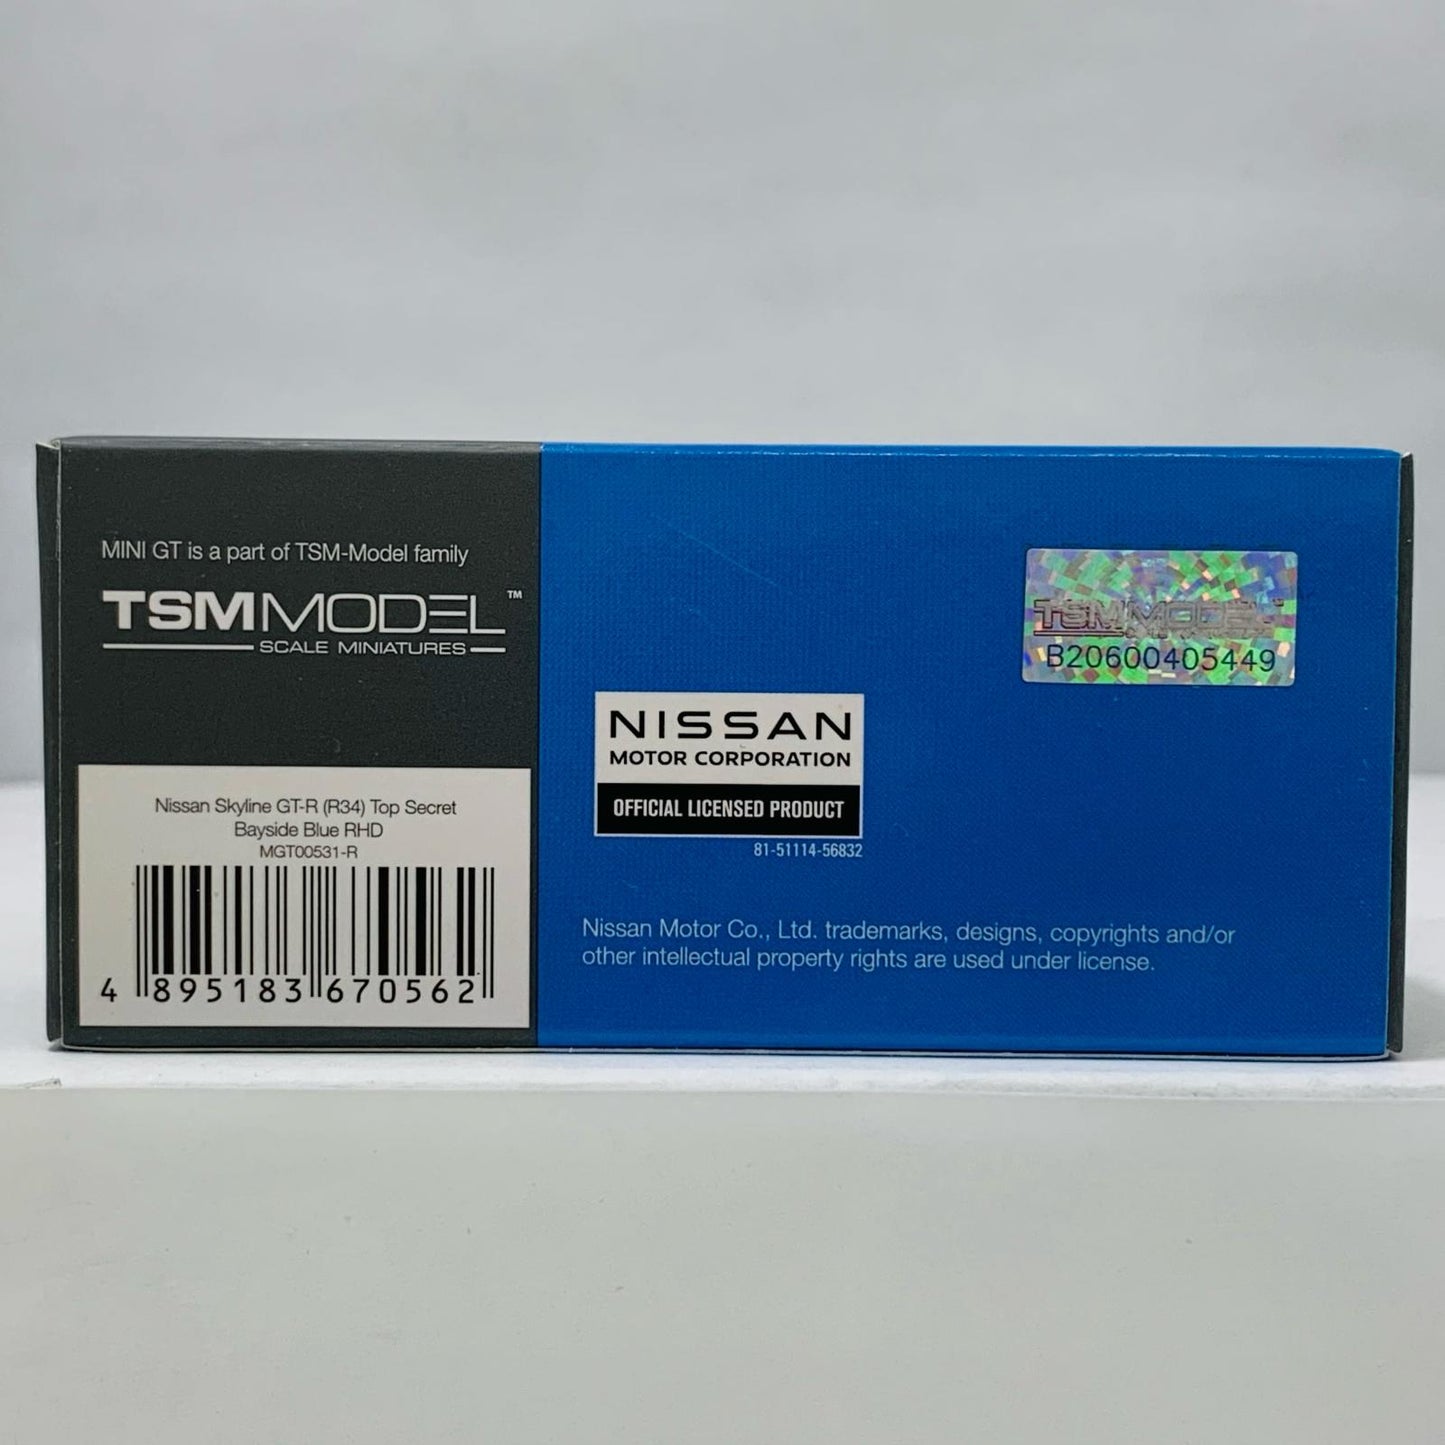 MINI GT is a part of TSM-Model family
TSMMODEL™
SCALE MINIATURES
Nissan Skyline GT-R (R34) Top Secret
Bayside Blue RHD
MGT00531-R
4 895183 670562
TSMMODEL
B20600405449
NISSAN
MOTOR CORPORATION
OFFICIAL LICENSED PRODUCT
81-51114-56832
Nissan Motor Co., Ltd. trademarks, designs, copyrights and/or
other intellectual property rights are used under license.